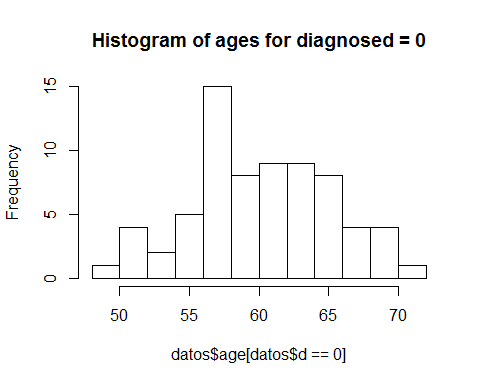 Histogram of ages for diagnosed = 0
Frequency
15
10
5
0
50 55 60 65 70
datos$age[datos$d == 0]